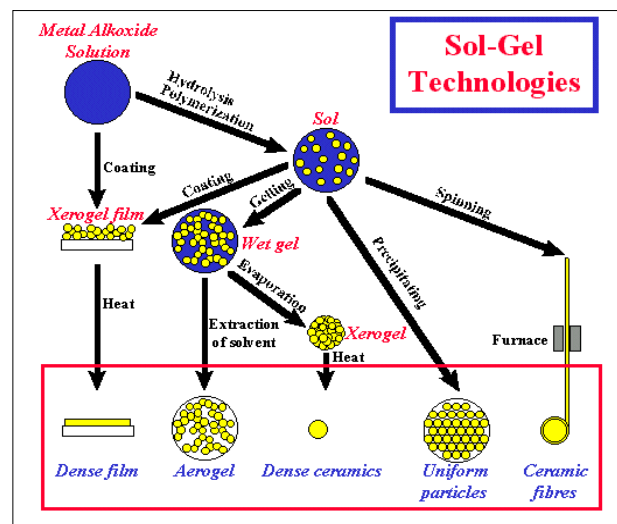 Metal Alkoxide
Solution
Sol-Gel
Technologies
Hydrolysis
Polymerization
Sol
Coating
Coating
Gelling
Spinning
Xerogel film
Wet gel
Precipitating
Evaporation
Heat
Extraction
of solvent
Xerogel
Heat
Furnace
Dense film
Aerogel
Dense ceramics
Uniform
particles
Ceramic
fibres